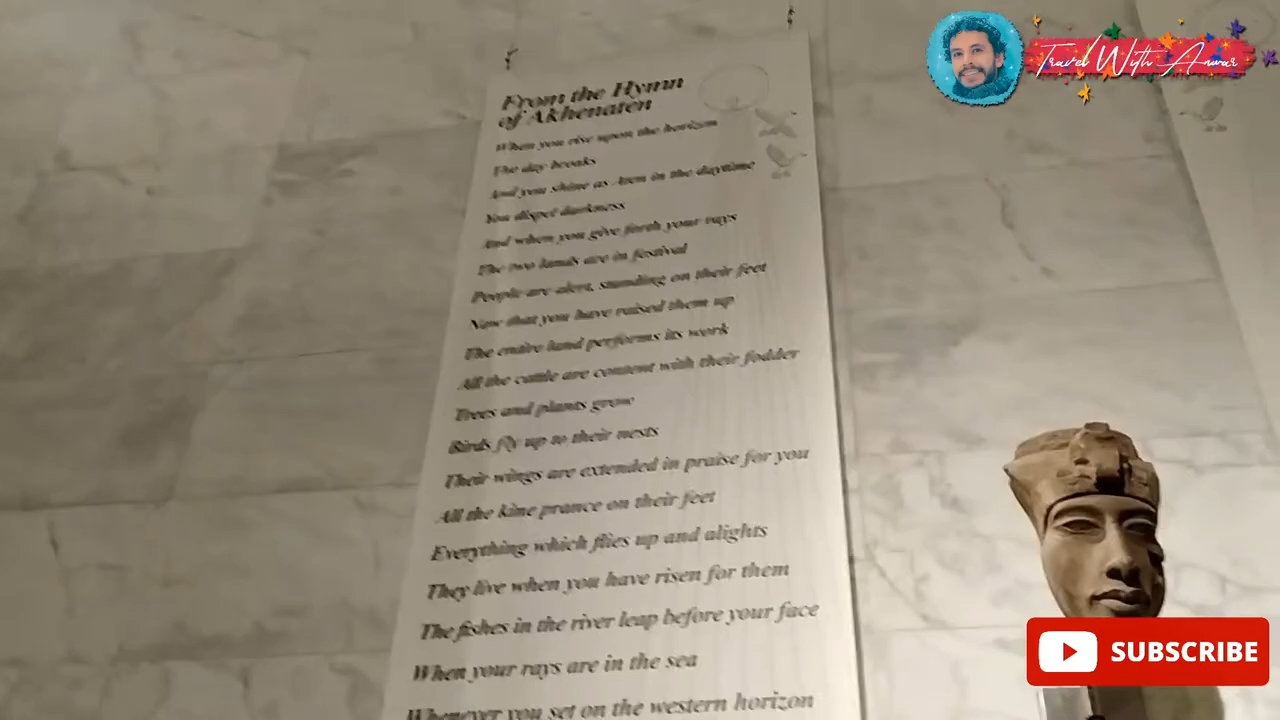 Travel With Anwar
From the Hymn
of Akhenaten
When you rise upon the horizon
The day breaks
And you shine as Aten in the daytime
You dispel darkness
And when you give forth your rays
The two lands are in festival
People are alert, standing on their feet
Now that you have raised them up
The entire land performs its work
All the cattle are content with their fodder
Trees and plants grow
Birds fly up to their nests
Their wings are extended in praise for you
All the kine prance on their feet
Everything which flies up and alights
They live when you have risen for them
The fishes in the river leap before your face
When your rays are in the sea
Whenever you set on the western horizon
SUBSCRIBE